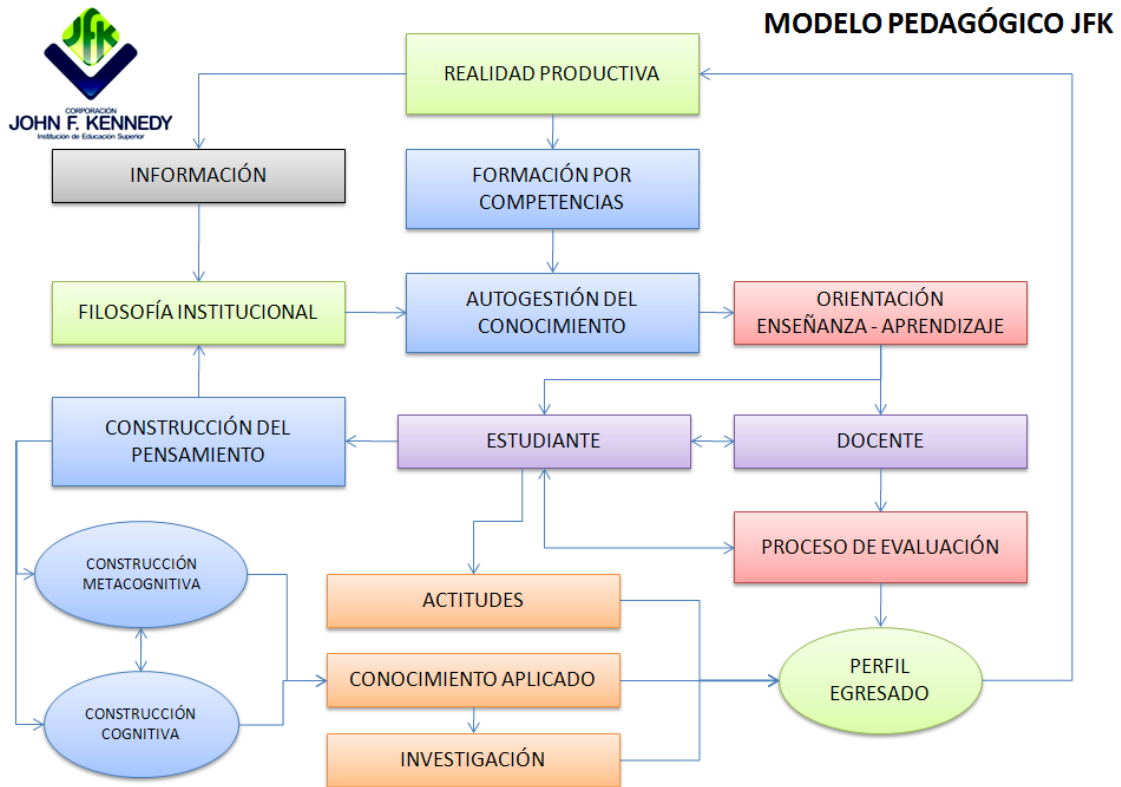 MODELO PEDAGÓGICO JFK
jfk
CORPORACIÓN
JOHN F. KENNEDY
Institución de Educación Superior
REALIDAD PRODUCTIVA
INFORMACIÓN
FORMACIÓN POR
COMPETENCIAS
FILOSOFÍA INSTITUCIONAL
AUTOGESTIÓN DEL
CONOCIMIENTO
ORIENTACIÓN
ENSEÑANZA - APRENDIZAJE
CONSTRUCCIÓN DEL
PENSAMIENTO
ESTUDIANTE
DOCENTE
PROCESO DE EVALUACIÓN
CONSTRUCCIÓN
METACOGNITIVA
ACTITUDES
CONOCIMIENTO APLICADO
PERFIL
EGRESADO
CONSTRUCCIÓN
COGNITIVA
INVESTIGACIÓN